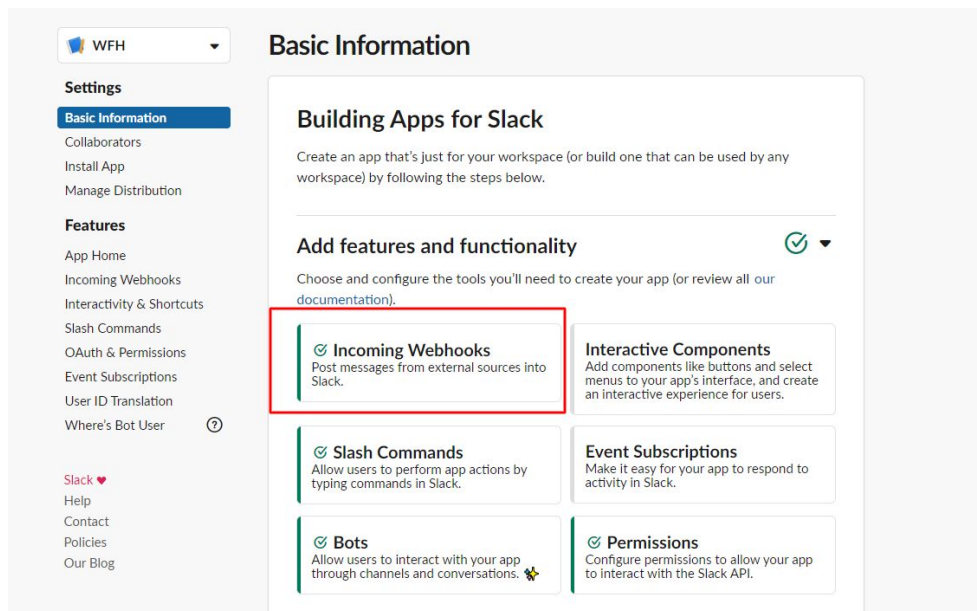 WFH
Settings
Basic Information
Collaborators
Install App
Manage Distribution
Features
App Home
Incoming Webhooks
Interactivity & Shortcuts
Slash Commands
OAuth & Permissions
Event Subscriptions
User ID Translation
Where's Bot User ?
Slack ♥
Help
Contact
Policies
Our Blog
Basic Information
Building Apps for Slack
Create an app that's just for your workspace (or build one that can be used by any
workspace) by following the steps below.
Add features and functionality
Choose and configure the tools you'll need to create your app (or review all our
documentation).
Incoming Webhooks
Post messages from external sources into
Slack.
Interactive Components
Add components like buttons and select
menus to your app's interface, and create
an interactive experience for users.
Slash Commands
Allow users to perform app actions by
typing commands in Slack.
Event Subscriptions
Make it easy for your app to respond to
activity in Slack.
Bots
Allow users to interact with your app
through channels and conversations. ✨
Permissions
Configure permissions to allow your app
to interact with the Slack API.